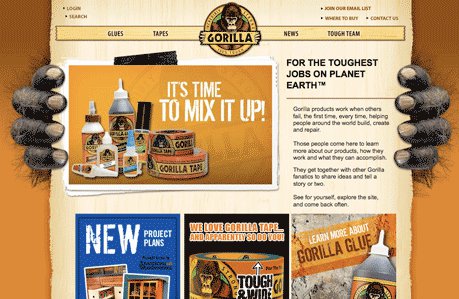 LOGIN
SEARCH
JOIN OUR EMAIL LIST
WHERE TO BUY
CONTACT US
GLUES
TAPES
GORILLA
NEWS
TOUGH TEAM
IT'S TIME
TO MIX IT UP!
GORILLA TAPE
FOR THE TOUGHEST
JOBS ON PLANET
EARTH™
Gorilla products work when others
fail, the first time, every time, helping
people around the world build, create
and repair.
Those people come here to learn
more about our products, how they
work and what they can accomplish.
They get together with other Gorilla
fanatics to share ideas and tell a
story or two.
See for yourself, explore the site,
and come back often.
NEW PROJECT
PLANS
WE LOVE GORILLA TAPE...
AND APPARENTLY SO DO YOU!
TOUGH
& WIDE
LEARN MORE ABOUT
GORILLA GLUE